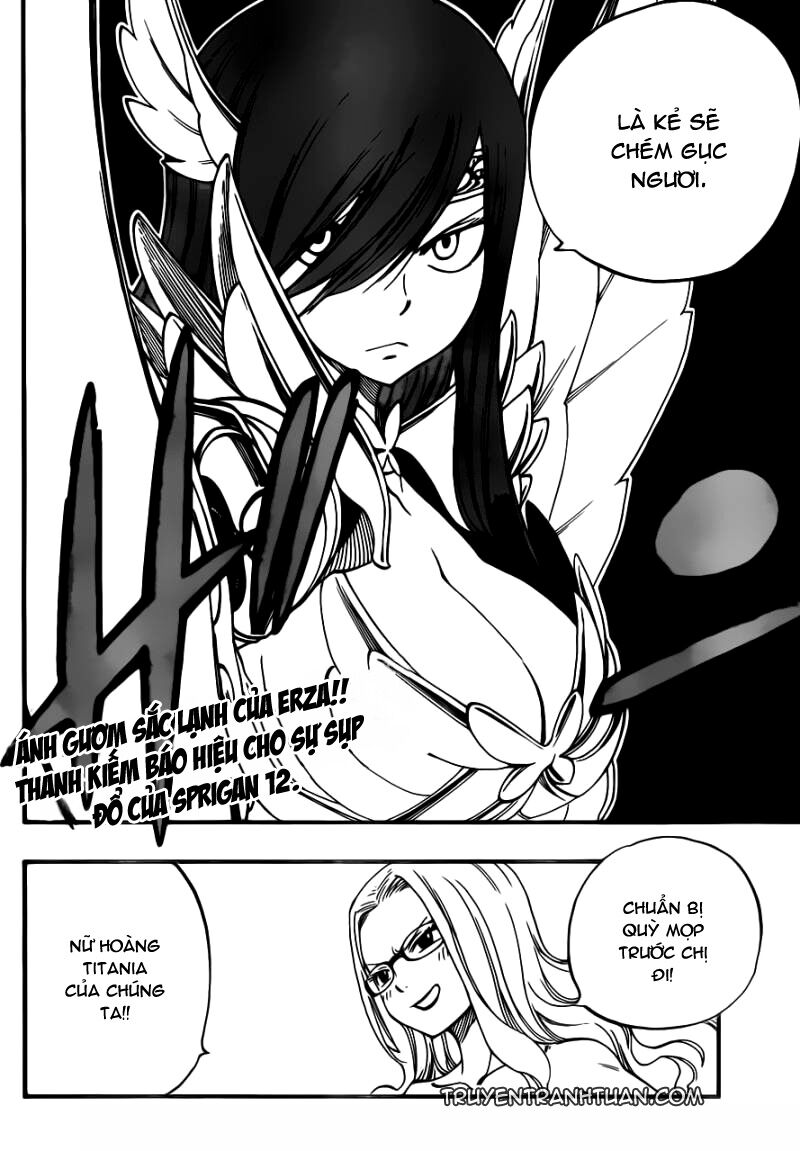 LÀ KẺ SẼ
CHÉM GỤC
NGƯƠI.
ÁNH GƯƠM SẮC LẠNH CỦA ERZA!!
THÀNH KIẾM BÁO HIỆU CHO SỰ SỤP
ĐỔ CỦA SPRIGAN 12.
NỮ HOÀNG
TITANIA
CỦA CHÚNG
TA!!
CHUẨN BỊ
QUỲ MỌP
TRƯỚC CHỊ
ĐI!
TRUYENTRANHTUAN.COM